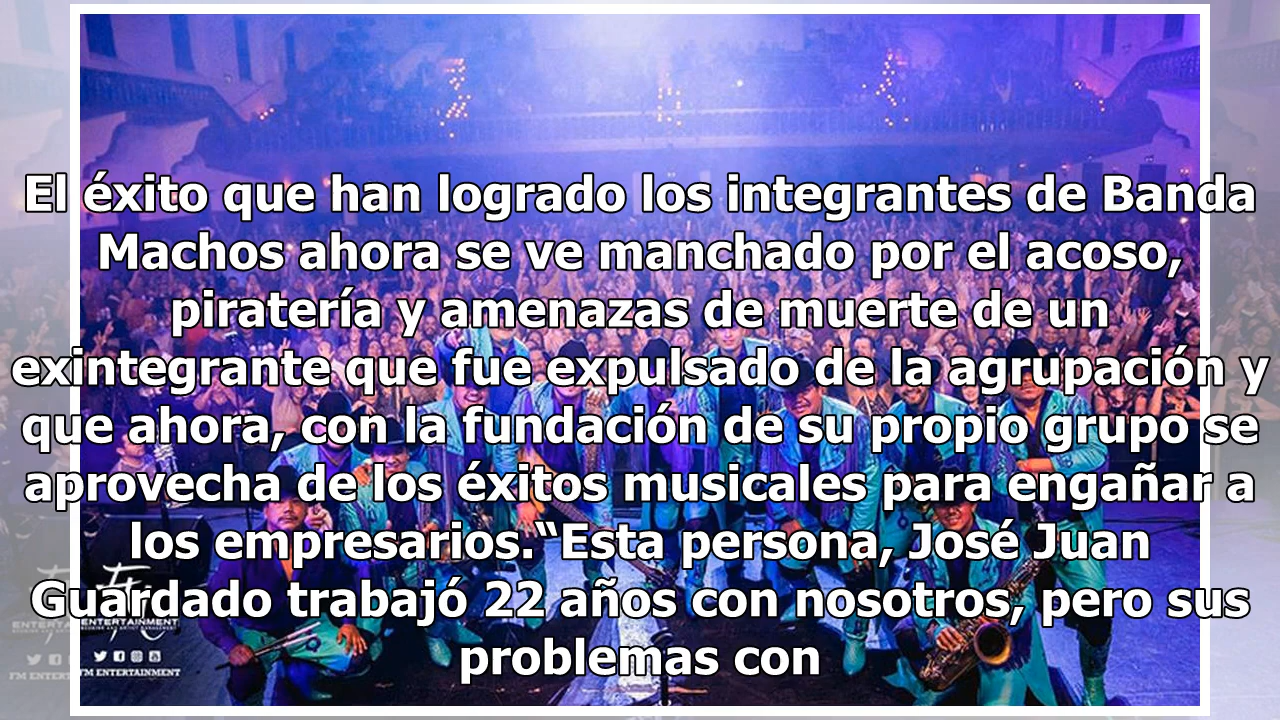 El éxito que han logrado los integrantes de Banda
Machos ahora se ve manchado por el acoso,
piratería y amenazas de muerte de un
exintegrante que fue expulsado de la agrupación y
que ahora, con la fundación de su propio grupo se
aprovecha de los éxitos musicales para engañar a
los empresarios.“Esta persona, José Juan
Guardado trabajó 22 años con nosotros, pero sus
problemas con
ENTERTAINMENT
FM ENTERTAINMENT